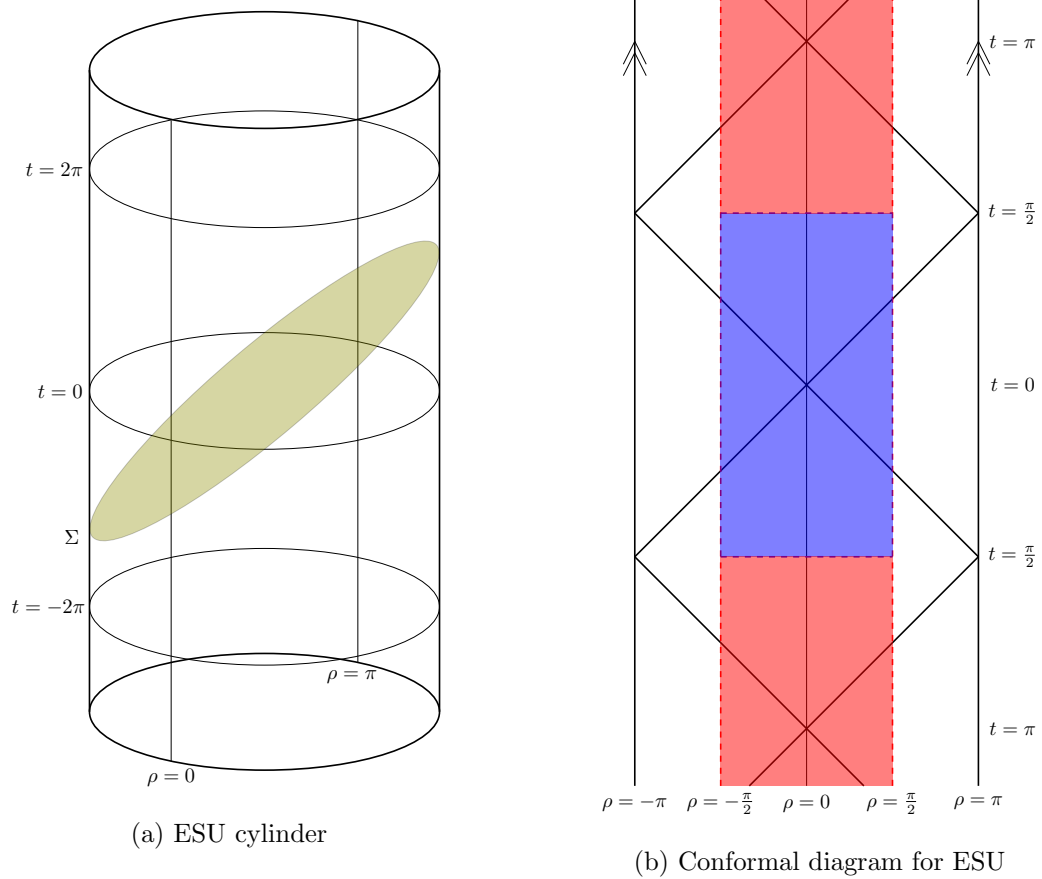 t = 2π
t = 0
Σ
t = −2π
ρ = π
ρ = 0
(a) ESU cylinder
t = π
t = π/2
t = 0
t = π/2
t = π
ρ = −π ρ = −π/2 ρ = 0 ρ = π/2 ρ = π
(b) Conformal diagram for ESU